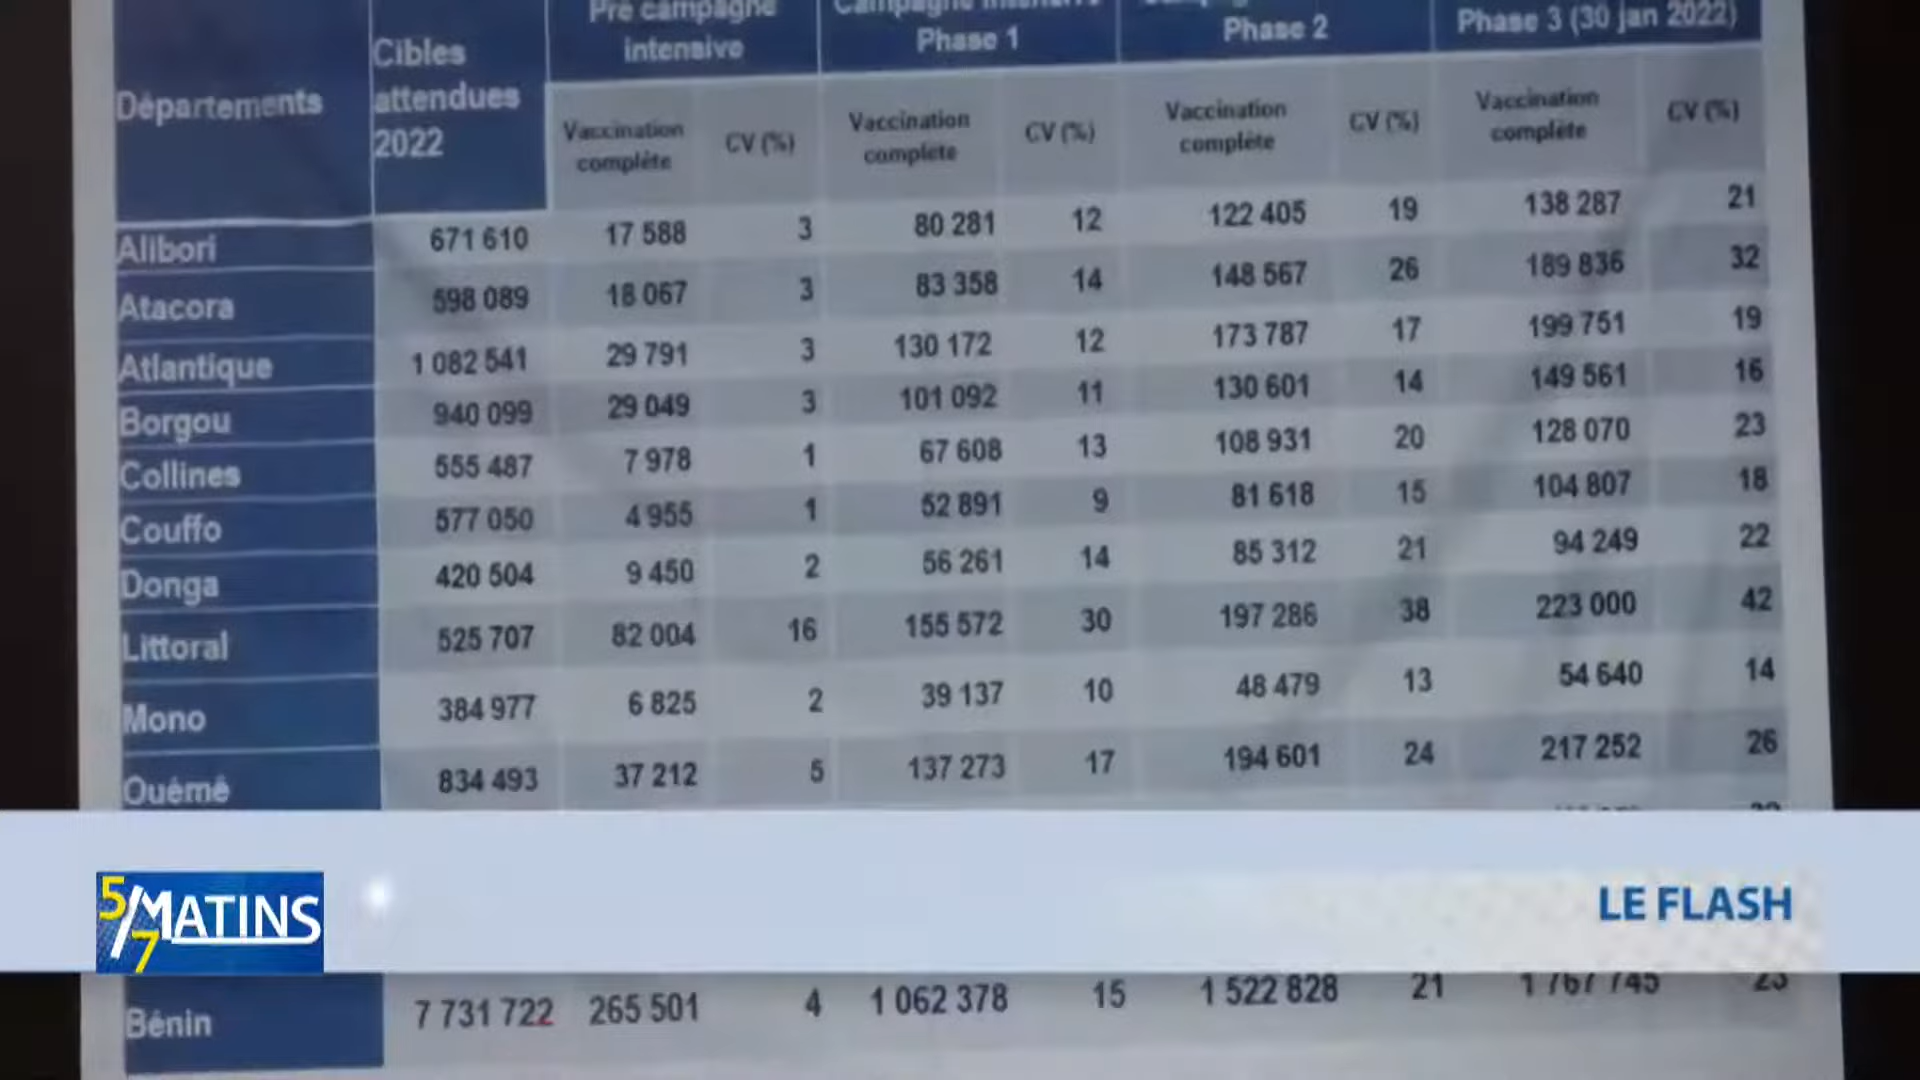 Pré campagne
intensive
Phase 1
Phase 2
Phase 3 (30 jan 2022)
Départements
Cibles
attendues
2022
Vaccination
complète
CV (%)
Vaccination
complète
CV (%)
Vaccination
complète
CV (%)
Vaccination
complète
CV (%)
Alibori 671 610 17 588 3 80 281 12 122 405 19 138 287 21
Atacora 598 089 18 067 3 83 358 14 148 567 26 189 836 32
Atlantique 1 082 541 29 791 3 130 172 12 173 787 17 199 751 19
Borgou 940 099 29 049 3 101 092 11 130 601 14 149 561 16
Collines 555 487 7 978 1 67 608 13 108 931 20 128 070 23
Couffo 577 050 4 955 1 52 891 9 81 618 15 104 807 18
Donga 420 504 9 450 2 56 261 14 85 312 21 94 249 22
Littoral 525 707 82 004 16 155 572 30 197 286 38 223 000 42
Mono 384 977 6 825 2 39 137 10 48 479 13 54 640 14
Ouémé 834 493 37 212 5 137 273 17 194 601 24 217 252 26
5/7 MATINS
LE FLASH
Bénin 7 731 722 265 501 4 1 062 378 15 1 522 828 21 1 767 745 23